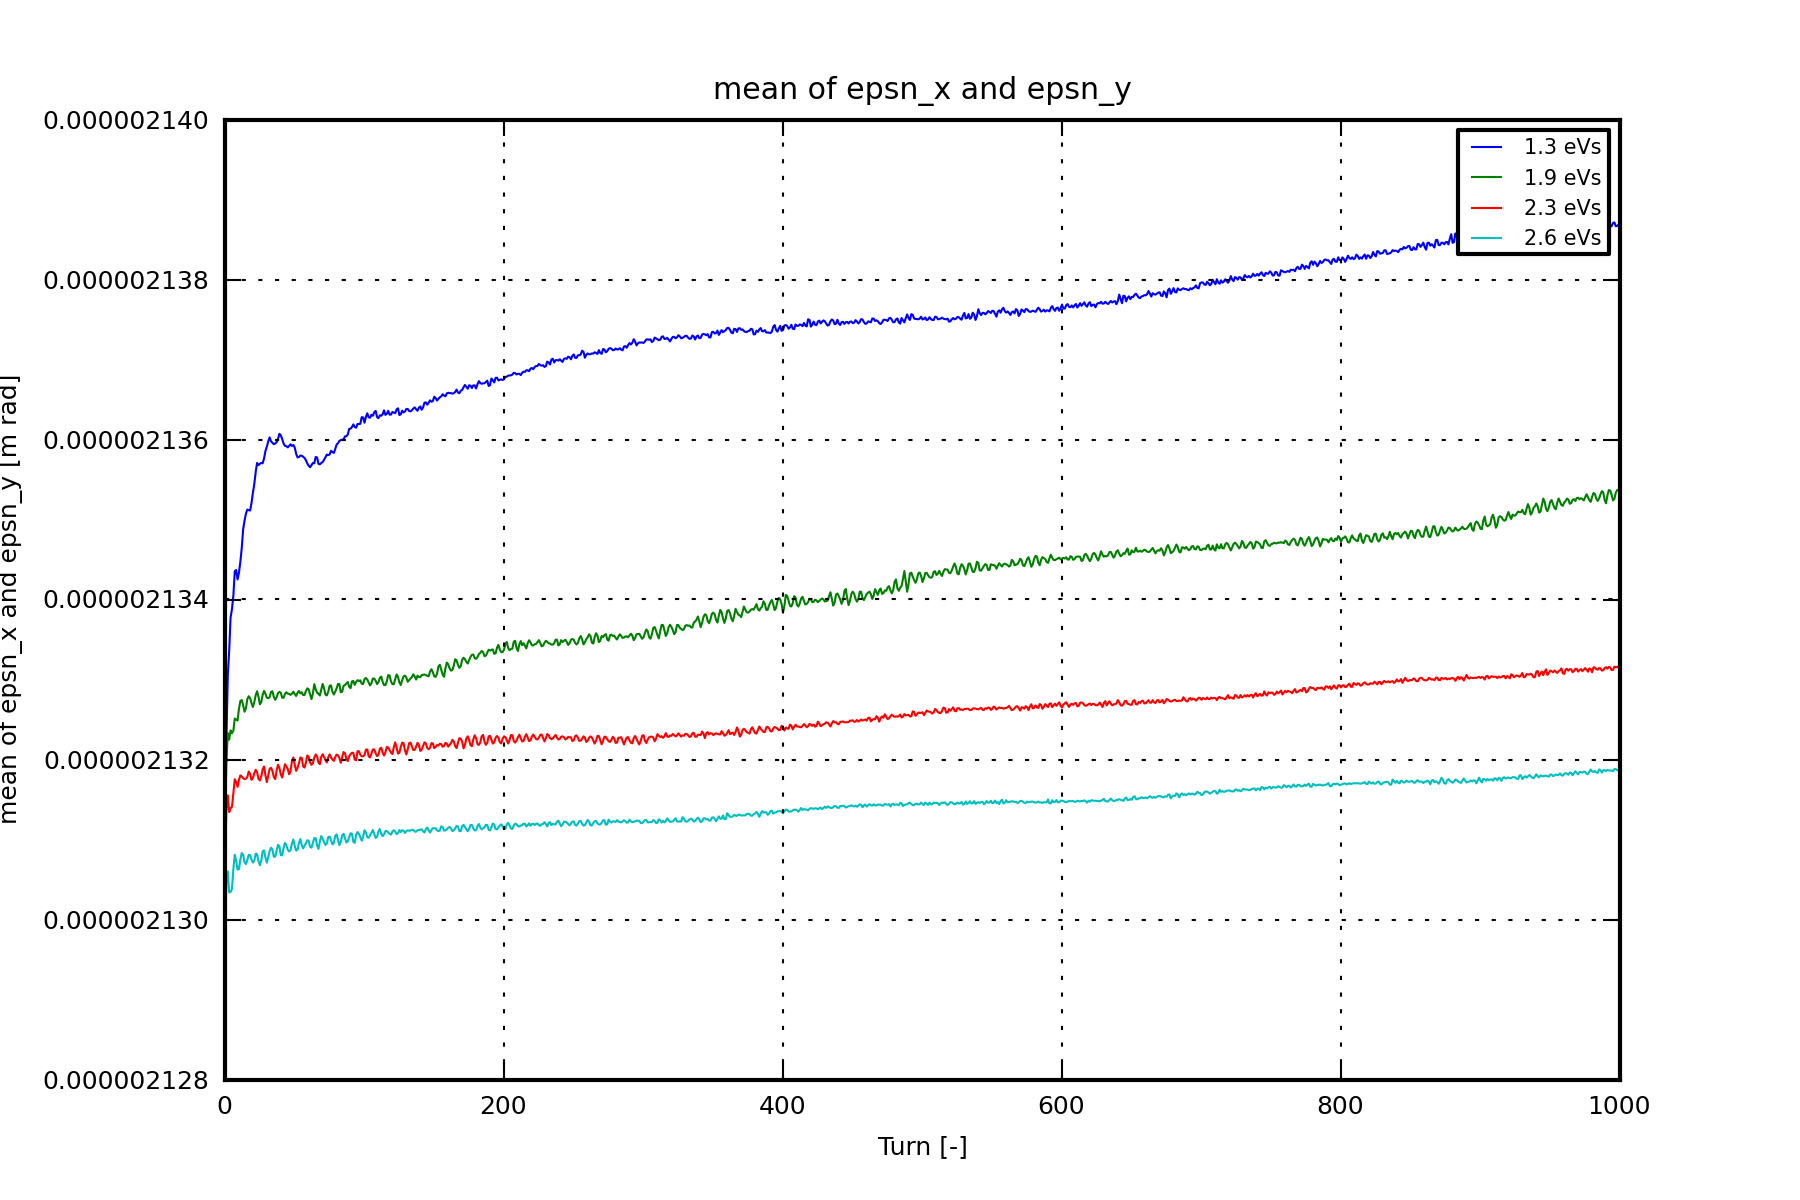 mean of epsn_x and epsn_y
0.000002140
0.000002138
0.000002136
0.000002134
0.000002132
0.000002130
0.000002128
mean of epsn_x and epsn_y [m rad]
1.3 eVs
1.9 eVs
2.3 eVs
2.6 eVs
0 200 400 600 800 1000
Turn [-]